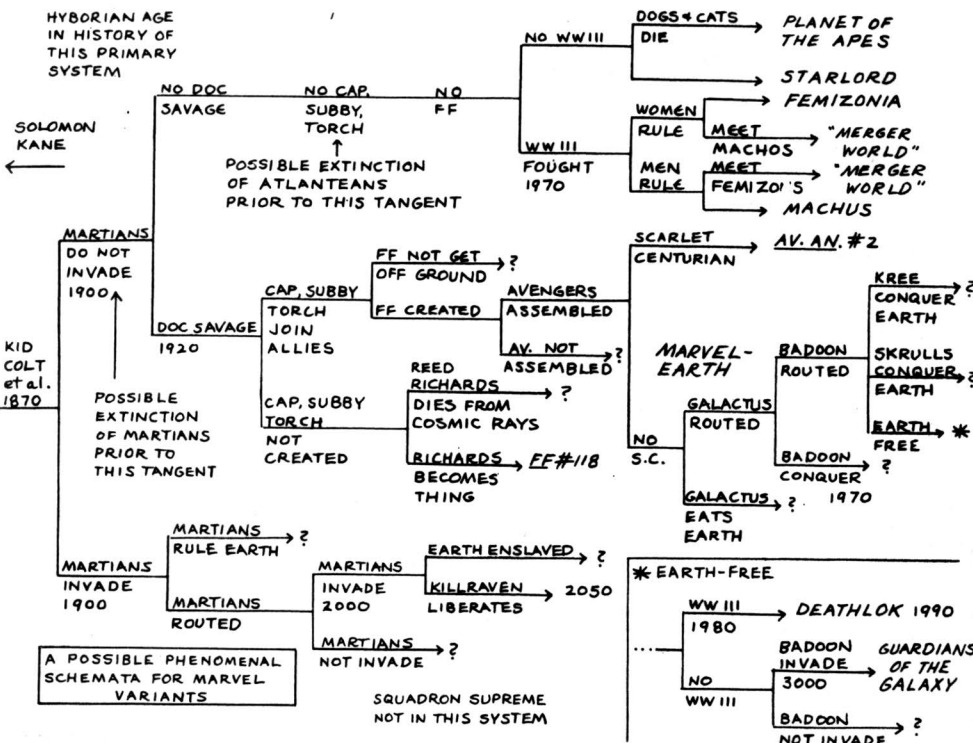 HYBORIAN AGE
IN HISTORY OF
THIS PRIMARY
SYSTEM
SOLOMON
KANE
KID
COLT
et al.
1870
MARTIANS
DO NOT
INVADE
1900
POSSIBLE
EXTINCTION
OF MARTIANS
PRIOR TO
THIS TANGENT
NO DOC
SAVAGE
NO CAP,
SUBBY,
TORCH
POSSIBLE EXTINCTION
OF ATLANTEANS
PRIOR TO THIS TANGENT
NO
FF
NO WW III
DOGS & CATS
DIE
PLANET OF
THE APES
STARLORD
WW III
FOUGHT
1970
WOMEN
RULE
FEMIZONIA
MEET
MACHOS
"MERGER
WORLD"
MEN
RULE
MEET
FEMIZOI'S
"MERGER
WORLD"
MACHUS
DOC SAVAGE
1920
CAP, SUBBY
TORCH
JOIN
ALLIES
FF NOT GET
OFF GROUND
?
FF CREATED
AVENGERS
ASSEMBLED
AV. NOT
ASSEMBLED
?
SCARLET
CENTURIAN
AV. AN. #2
MARVEL-
EARTH
NO
S.C.
GALACTUS
ROUTED
GALACTUS
EATS
EARTH
?
BADOON
ROUTED
BADOON
CONQUER
1970
?
KREE
CONQUER
EARTH
?
SKRULLS
CONQUER
EARTH
?
EARTH
FREE
*
CAP, SUBBY
TORCH
NOT
CREATED
REED
RICHARDS
DIES FROM
COSMIC RAYS
?
RICHARDS
BECOMES
THING
FF #118
MARTIANS
INVADE
1900
MARTIANS
RULE EARTH
?
MARTIANS
ROUTED
MARTIANS
INVADE
2000
EARTH ENSLAVED
?
KILLRAVEN
LIBERATES
2050
MARTIANS
NOT INVADE
?
A POSSIBLE PHENOMENAL
SCHEMATA FOR MARVEL
VARIANTS
SQUADRON SUPREME
NOT IN THIS SYSTEM
* EARTH-FREE
WW III
1980
DEATHLOK 1990
NO
WW III
BADOON
INVADE
3000
GUARDIANS
OF THE
GALAXY
BADOON
NOT INVADE
?